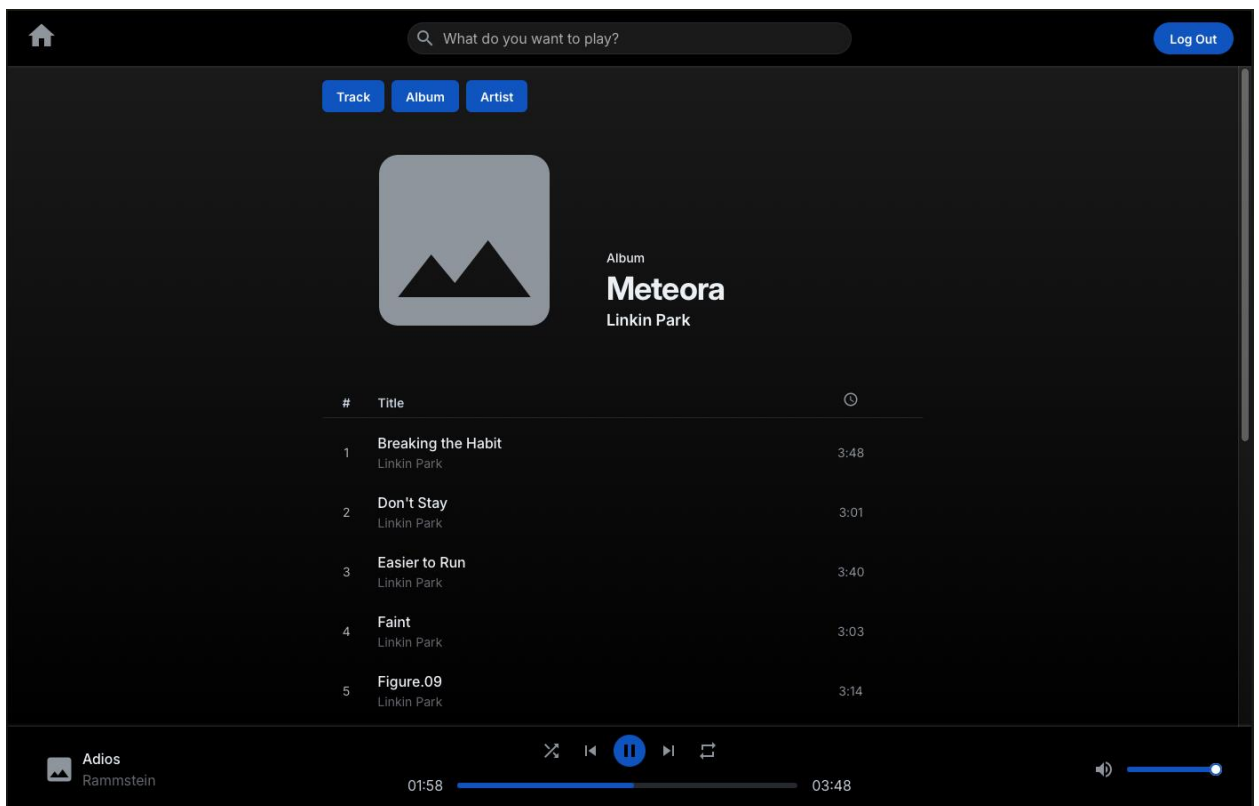 What do you want to play?
Log Out
Track Album Artist
Album
Meteora
Linkin Park
# Title
1 Breaking the Habit 3:48
Linkin Park
2 Don't Stay 3:01
Linkin Park
3 Easier to Run 3:40
Linkin Park
4 Faint 3:03
Linkin Park
5 Figure.09 3:14
Linkin Park
Adios
Rammstein
01:58 03:48